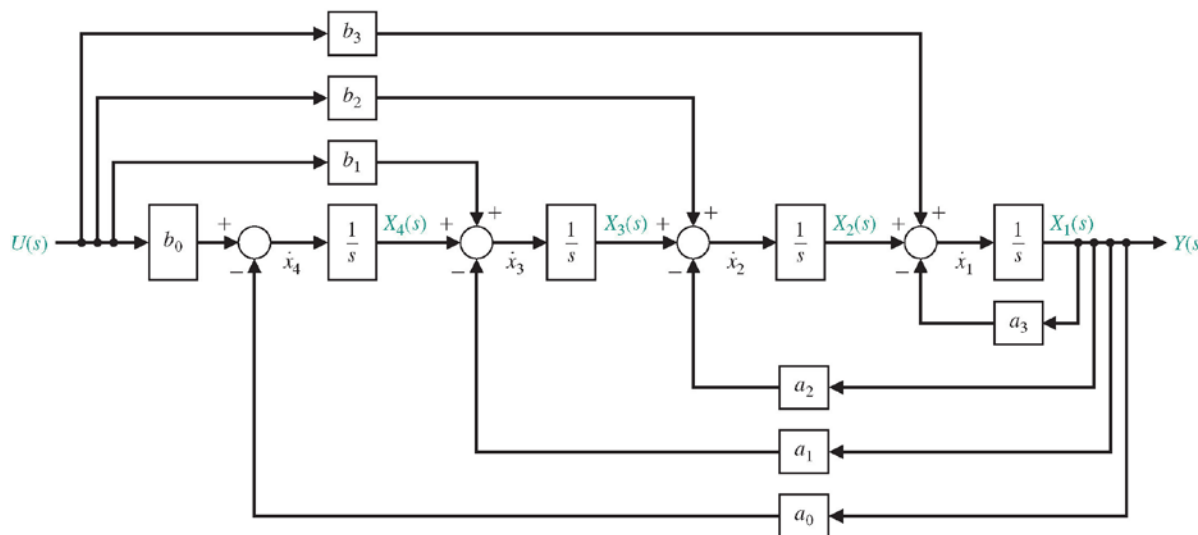 b₃
b₂
b₁
U(s) b₀ + − ẋ₄ 1/s X₄(s) + + − ẋ₃ 1/s X₃(s) + + − ẋ₂ 1/s X₂(s) + + − ẋ₁ 1/s X₁(s) Y(s
a₃
a₂
a₁
a₀